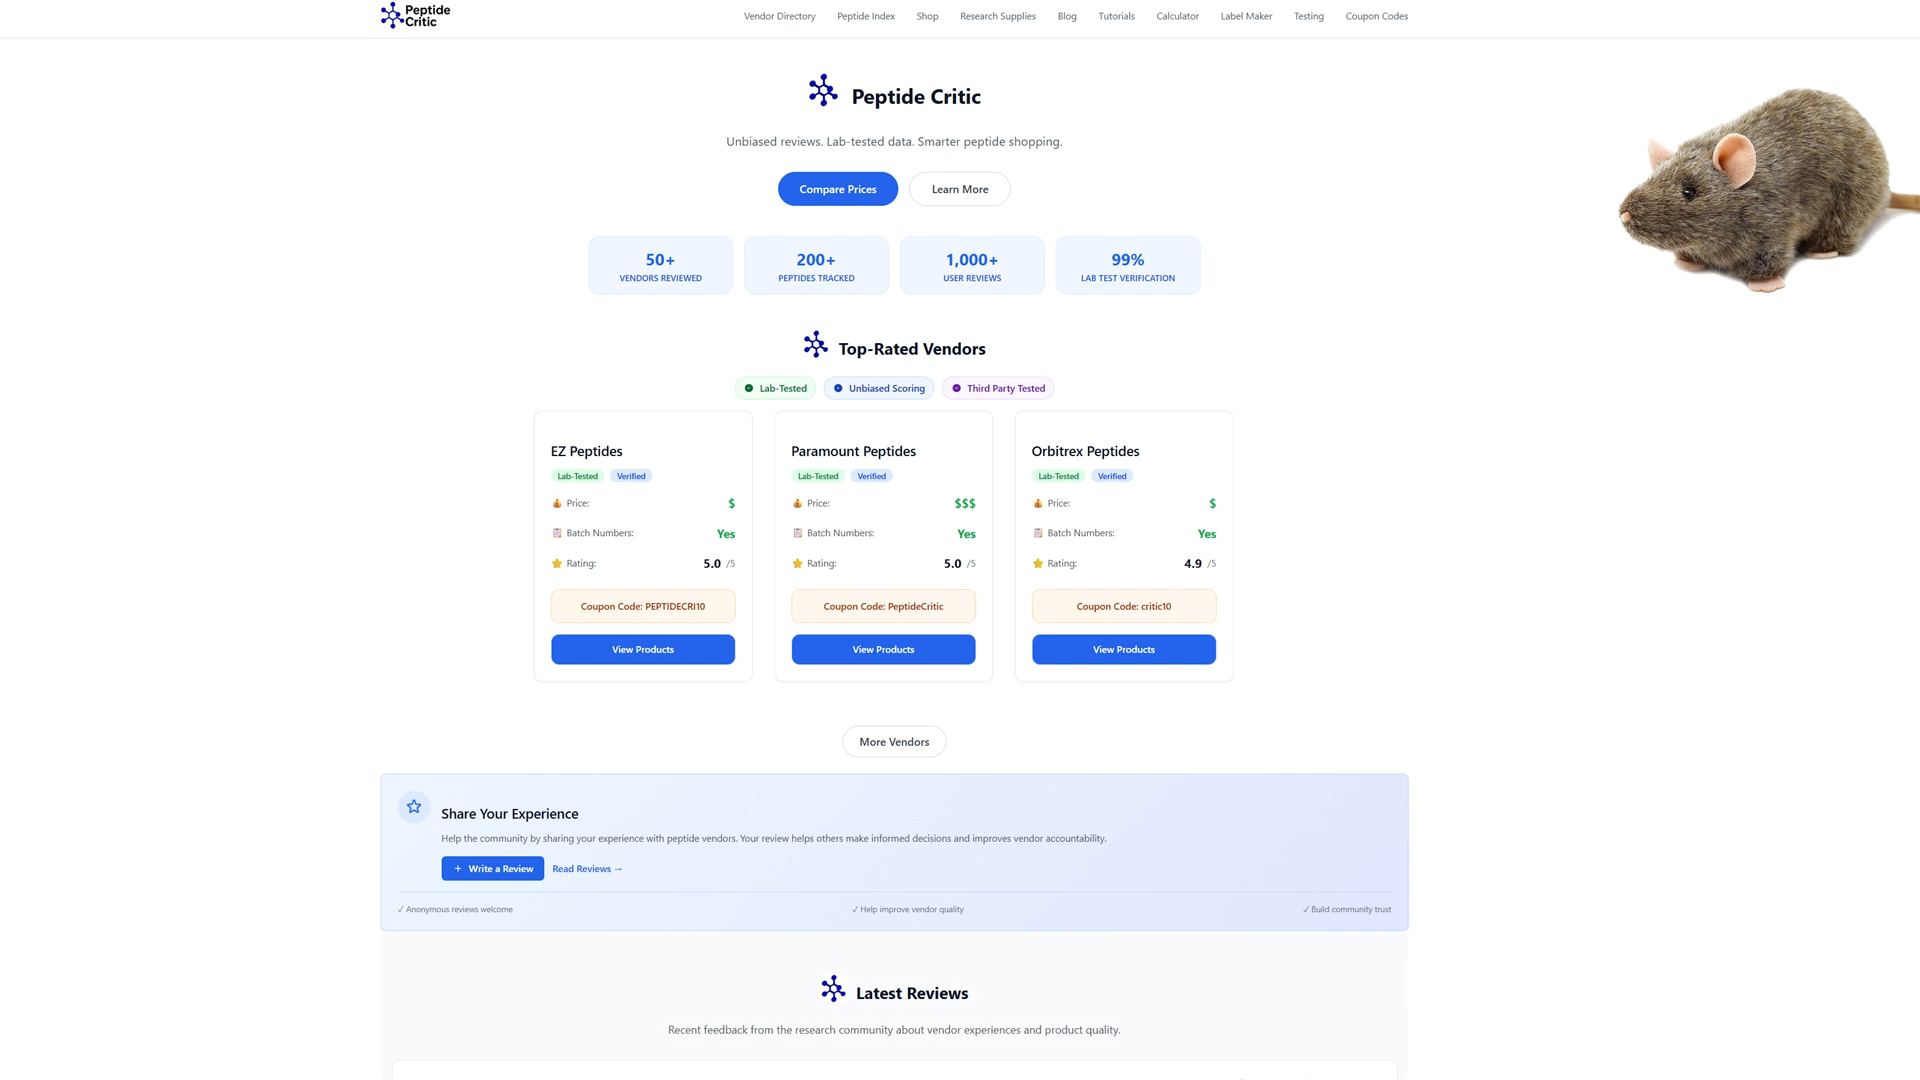 Peptide
Critic
Vendor Directory Peptide Index Shop Research Supplies Blog Tutorials Calculator Label Maker Testing Coupon Codes
Peptide Critic
Unbiased reviews. Lab-tested data. Smarter peptide shopping.
Compare Prices Learn More
50+ 200+ 1,000+ 99%
VENDORS REVIEWED PEPTIDES TRACKED USER REVIEWS LAB TEST VERIFICATION
Top-Rated Vendors
Lab-Tested Unbiased Scoring Third Party Tested
EZ Peptides
Lab-Tested Verified
Price: $
Batch Numbers: Yes
Rating: 5.0 /5
Coupon Code: PEPTIDECRI10
View Products
Paramount Peptides
Lab-Tested Verified
Price: $$$
Batch Numbers: Yes
Rating: 5.0 /5
Coupon Code: PeptideCritic
View Products
Orbitrex Peptides
Lab-Tested Verified
Price: $
Batch Numbers: Yes
Rating: 4.9 /5
Coupon Code: critic10
View Products
More Vendors
Share Your Experience
Help the community by sharing your experience with peptide vendors. Your review helps others make informed decisions and improves vendor accountability.
+ Write a Review Read Reviews →
✓ Anonymous reviews welcome ✓ Help improve vendor quality ✓ Build community trust
Latest Reviews
Recent feedback from the research community about vendor experiences and product quality.